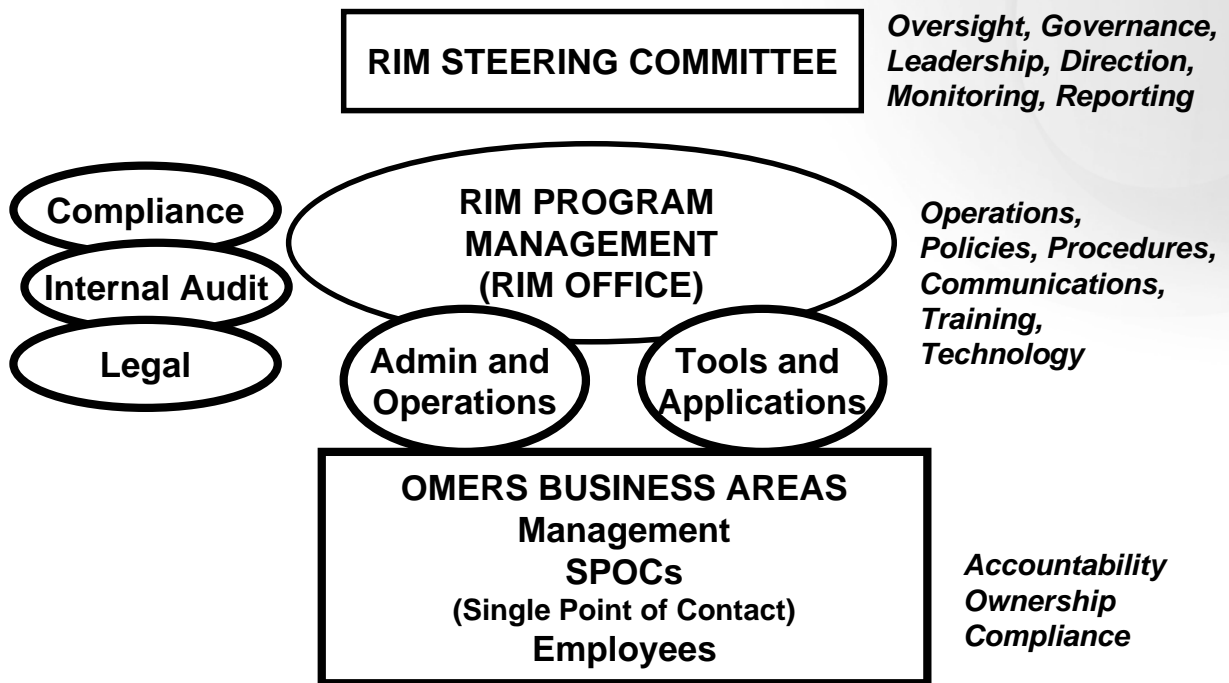 RIM STEERING COMMITTEE
Oversight, Governance,
Leadership, Direction,
Monitoring, Reporting
Compliance
Internal Audit
Legal
RIM PROGRAM
MANAGEMENT
(RIM OFFICE)
Operations,
Policies, Procedures,
Communications,
Training,
Technology
Admin and
Operations
Tools and
Applications
OMERS BUSINESS AREAS
Management
SPOCs
(Single Point of Contact)
Employees
Accountability
Ownership
Compliance